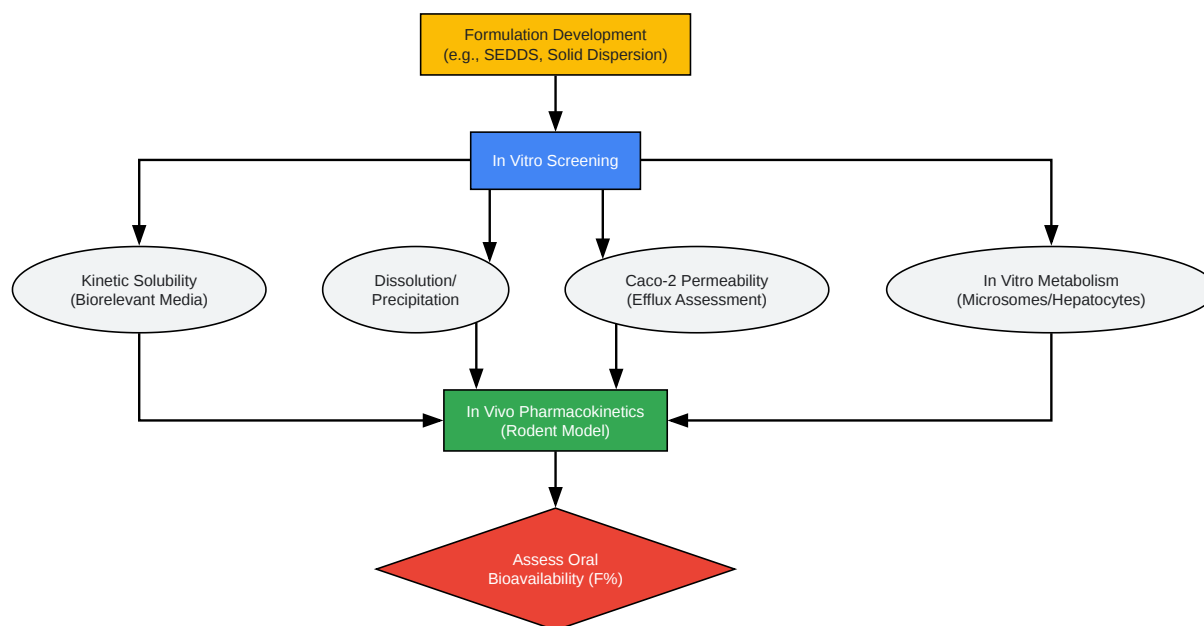 Formulation Development
(e.g., SEDDS, Solid Dispersion)
In Vitro Screening
Kinetic Solubility
(Biorelevant Media)
Dissolution/
Precipitation
Caco-2 Permeability
(Efflux Assessment)
In Vitro Metabolism
(Microsomes/Hepatocytes)
In Vivo Pharmacokinetics
(Rodent Model)
Assess Oral
Bioavailability (F%)